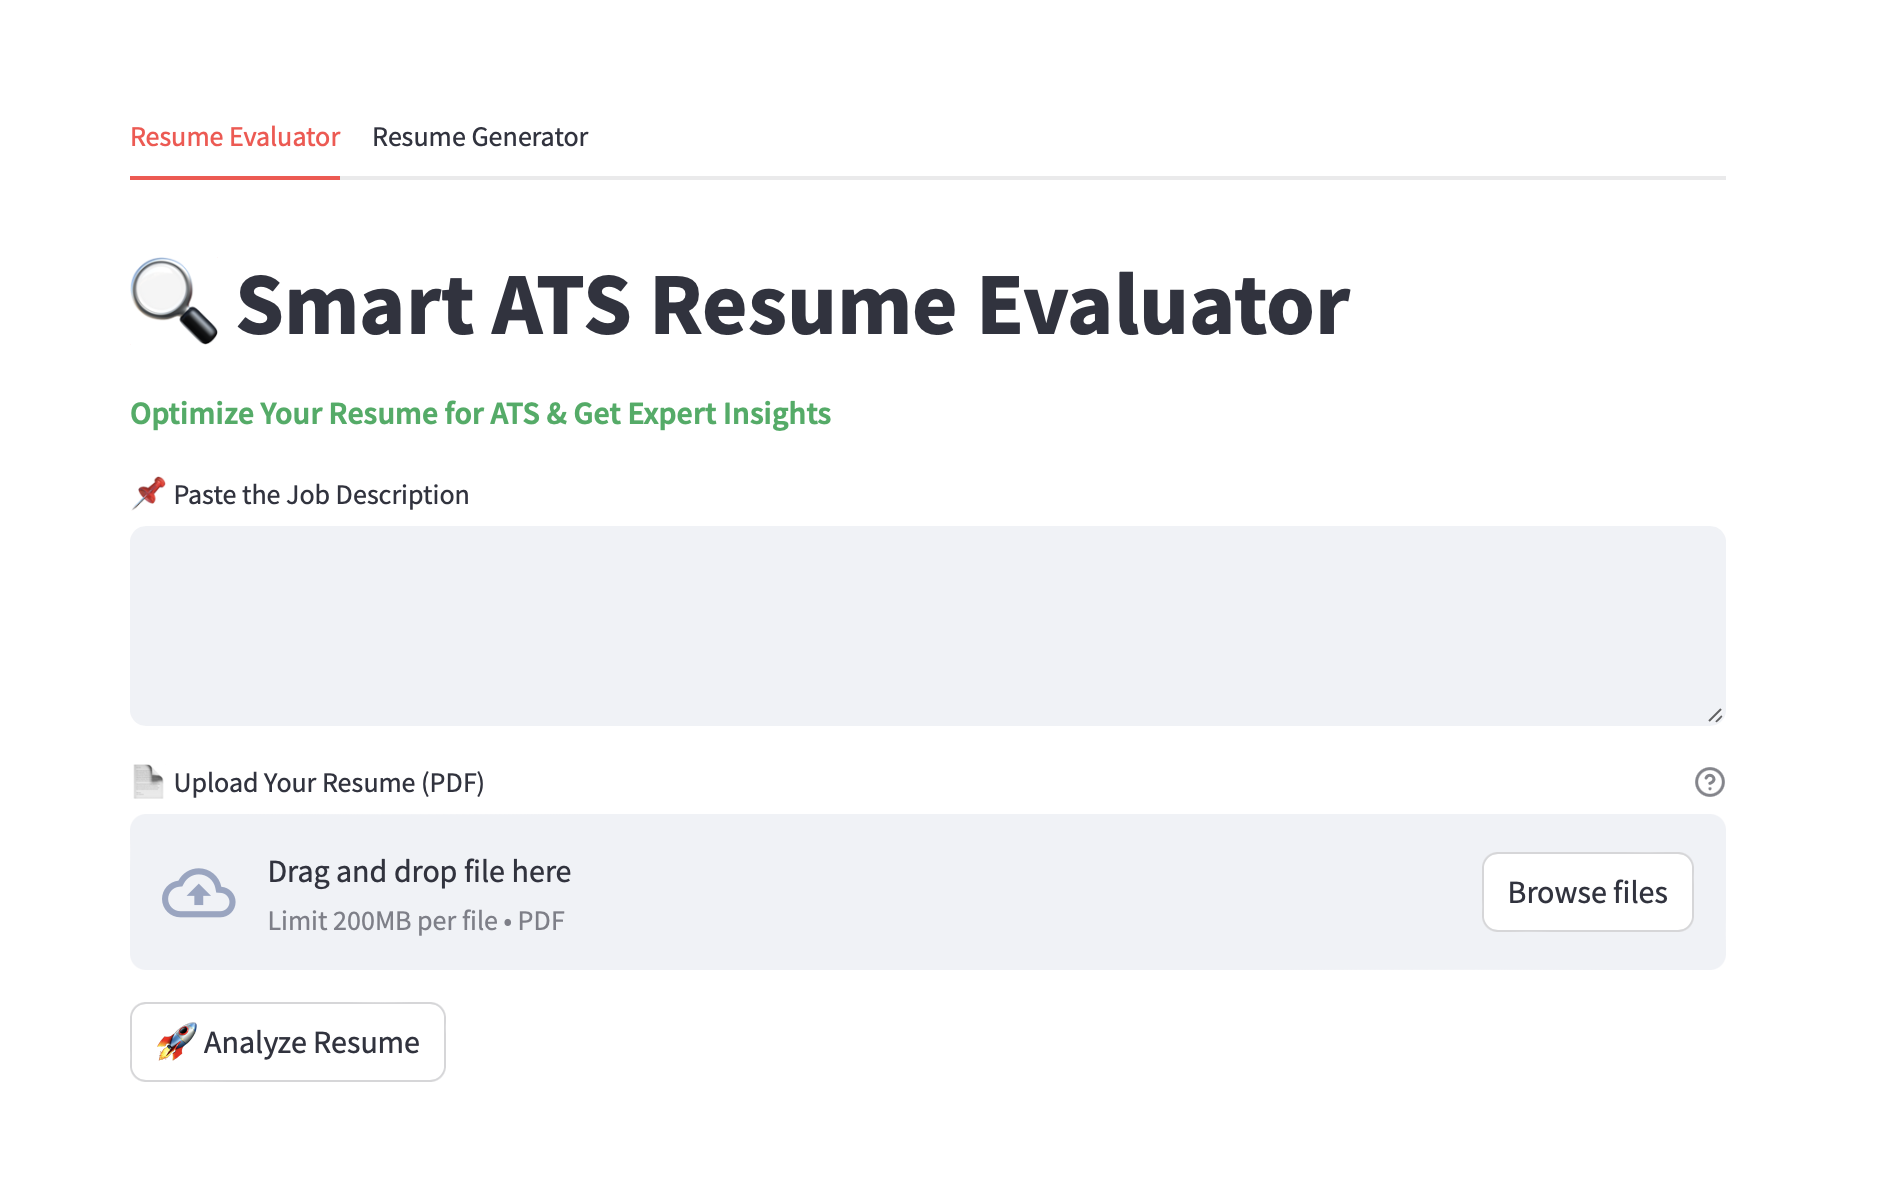 Resume Evaluator Resume Generator
Smart ATS Resume Evaluator
Optimize Your Resume for ATS & Get Expert Insights
Paste the Job Description
Upload Your Resume (PDF)
Drag and drop file here
Limit 200MB per file • PDF
Browse files
Analyze Resume